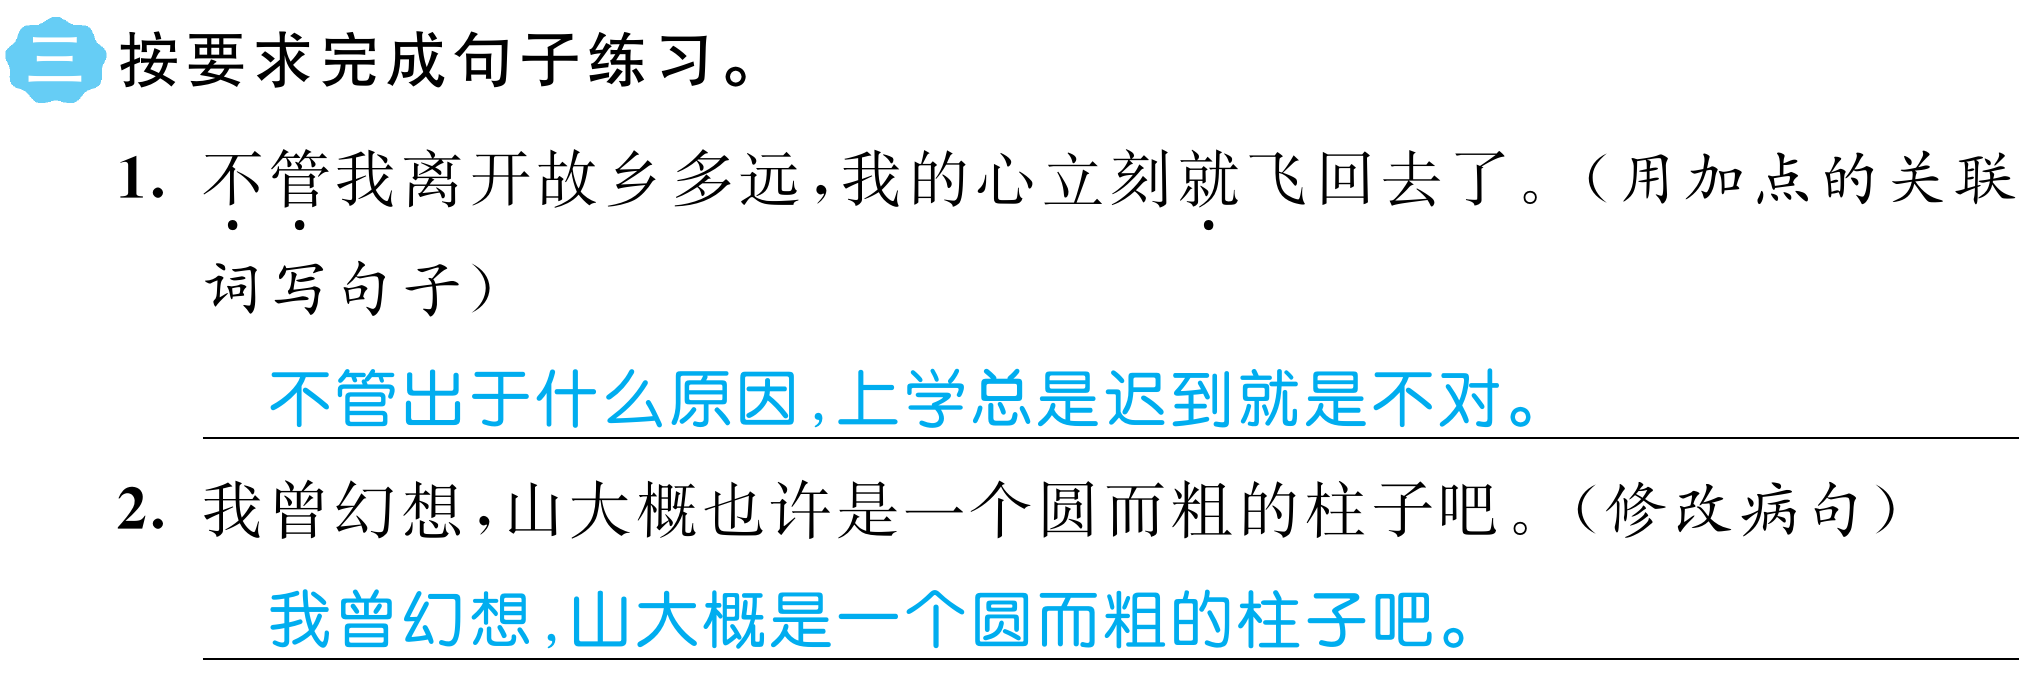 三 按要求完成句子练习。
1. 不管我离开故乡多远,我的心立刻就飞回去了。(用加点的关联
词写句子)
不管出于什么原因,上学总是迟到就是不对。
2. 我曾幻想,山大概也许是一个圆而粗的柱子吧。(修改病句)
我曾幻想,山大概是一个圆而粗的柱子吧。